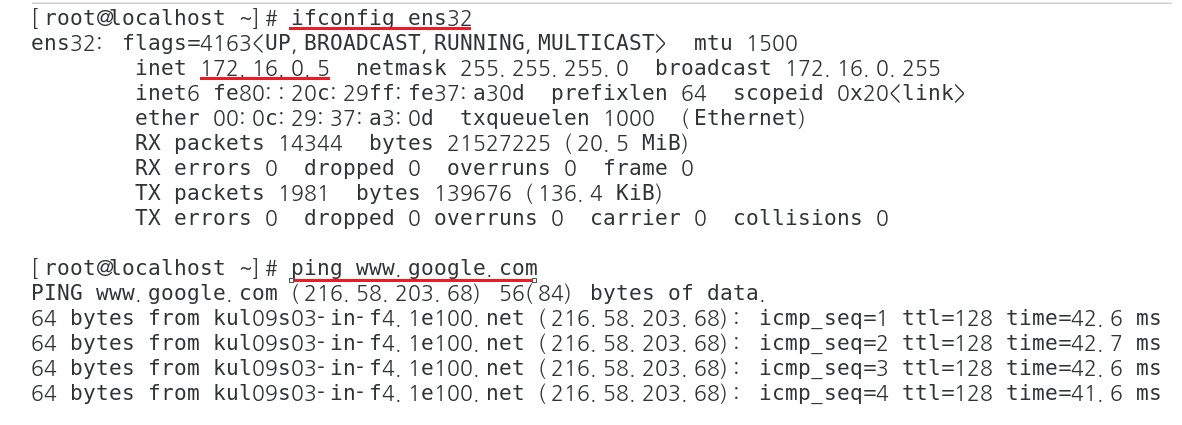 [root@localhost ~]# ifconfig ens32
ens32: flags=4163<UP,BROADCAST,RUNNING,MULTICAST>  mtu 1500
        inet 172.16.0.5  netmask 255.255.255.0  broadcast 172.16.0.255
        inet6 fe80::20c:29ff:fe37:a30d  prefixlen 64  scopeid 0x20<link>
        ether 00:0c:29:37:a3:0d  txqueuelen 1000  (Ethernet)
        RX packets 14344  bytes 21527225 (20.5 MiB)
        RX errors 0  dropped 0  overruns 0  frame 0
        TX packets 1981  bytes 139676 (136.4 KiB)
        TX errors 0  dropped 0 overruns 0  carrier 0  collisions 0
[root@localhost ~]# ping www.google.com
PING www.google.com (216.58.203.68) 56(84) bytes of data.
64 bytes from kul09s03-in-f4.1e100.net (216.58.203.68): icmp_seq=1 ttl=128 time=42.6 ms
64 bytes from kul09s03-in-f4.1e100.net (216.58.203.68): icmp_seq=2 ttl=128 time=42.7 ms
64 bytes from kul09s03-in-f4.1e100.net (216.58.203.68): icmp_seq=3 ttl=128 time=42.6 ms
64 bytes from kul09s03-in-f4.1e100.net (216.58.203.68): icmp_seq=4 ttl=128 time=41.6 ms